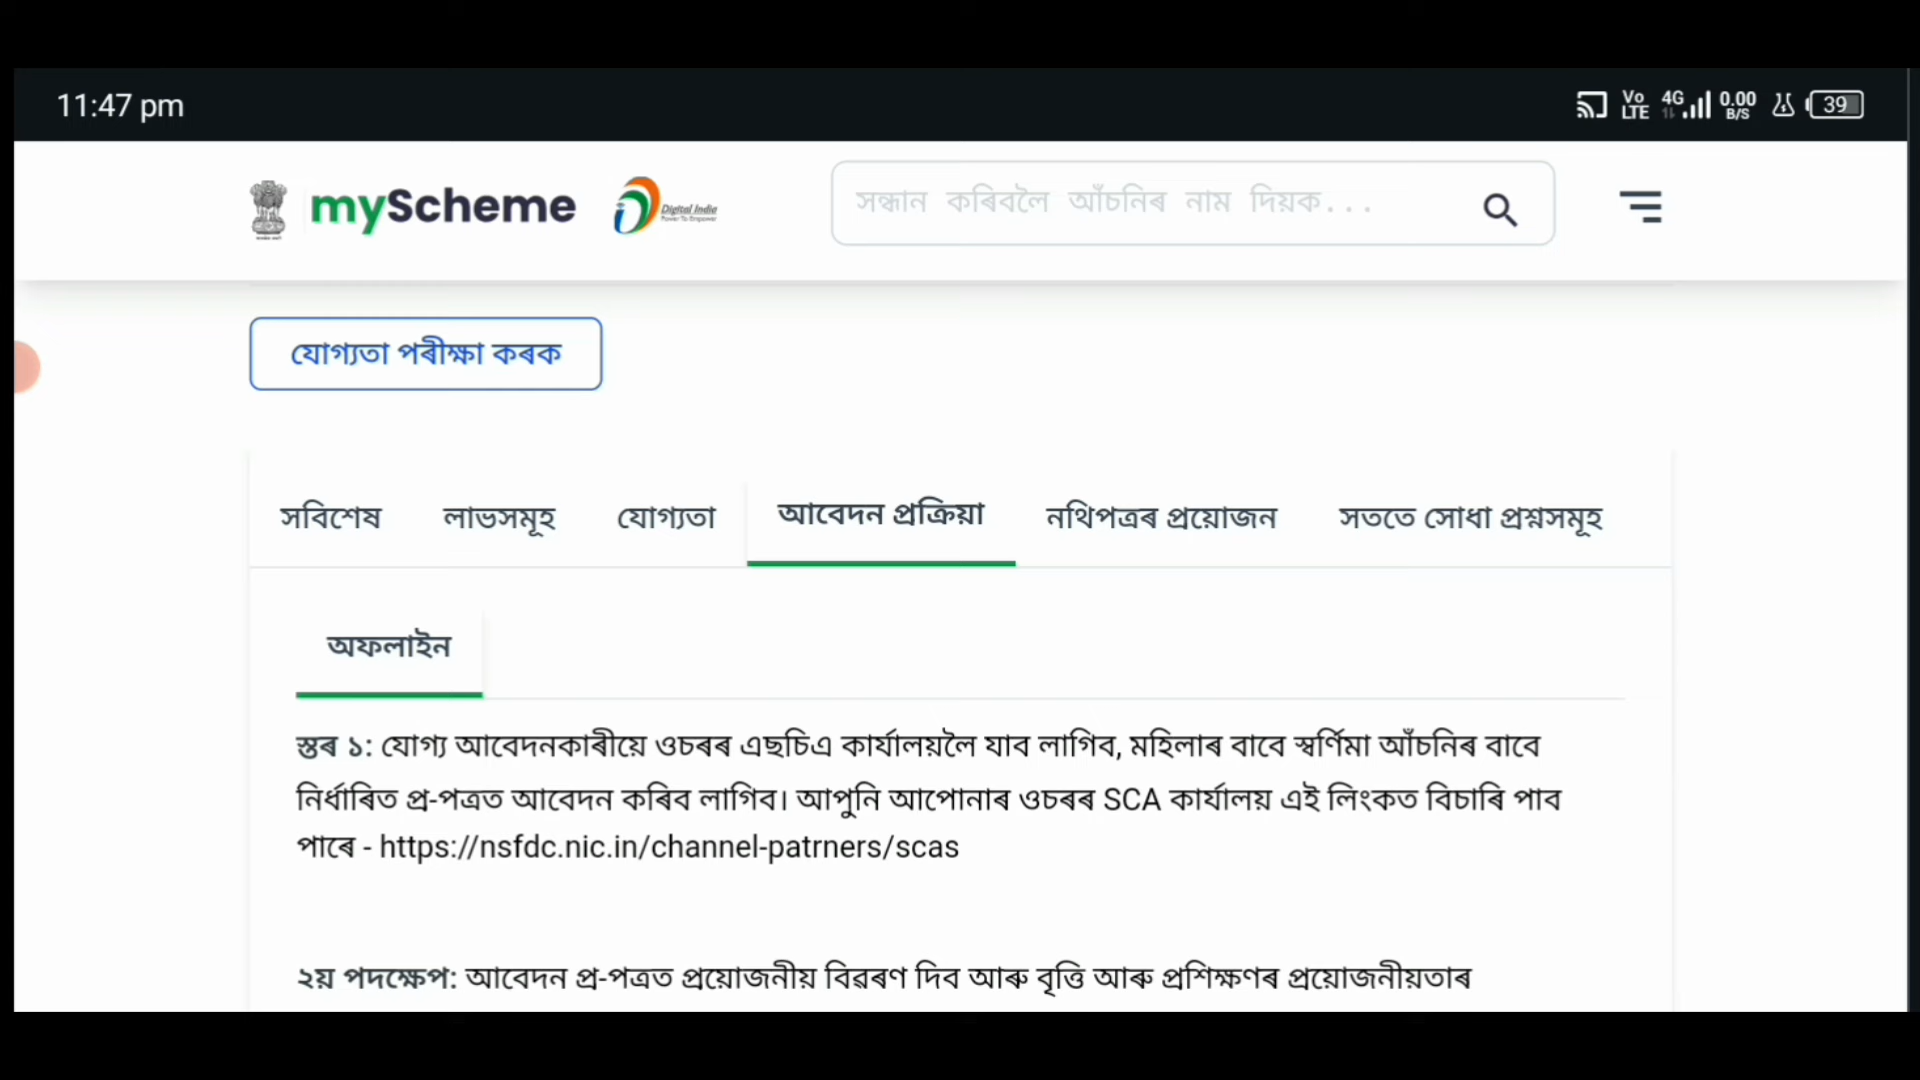 11:47 pm
Vo LTE 4G 0.00 B/S 39
myScheme
Digital India
Power To Empower
সন্ধান কৰিবলৈ আঁচনিৰ নাম দিয়ক...
যোগ্যতা পৰীক্ষা কৰক
সবিশেষ লাভসমূহ যোগ্যতা আবেদন প্ৰক্ৰিয়া নথিপত্ৰৰ প্ৰয়োজন সততে সোধা প্ৰশ্নসমূহ
অফলাইন
স্তৰ ১: যোগ্য আবেদনকাৰীয়ে ওচৰৰ এছচিএ কাৰ্যালয়লৈ যাব লাগিব, মহিলাৰ বাবে স্বৰ্ণিমা আঁচনিৰ বাবে
নিৰ্ধাৰিত প্ৰ-পত্ৰত আবেদন কৰিব লাগিব। আপুনি আপোনাৰ ওচৰৰ SCA কাৰ্যালয় এই লিংকত বিচাৰি পাব
পাৰে - https://nsfdc.nic.in/channel-patrners/scas
২য় পদক্ষেপ: আবেদন প্ৰ-পত্ৰত প্ৰয়োজনীয় বিৱৰণ দিব আৰু বৃত্তি আৰু প্ৰশিক্ষণৰ প্ৰয়োজনীয়তাৰ